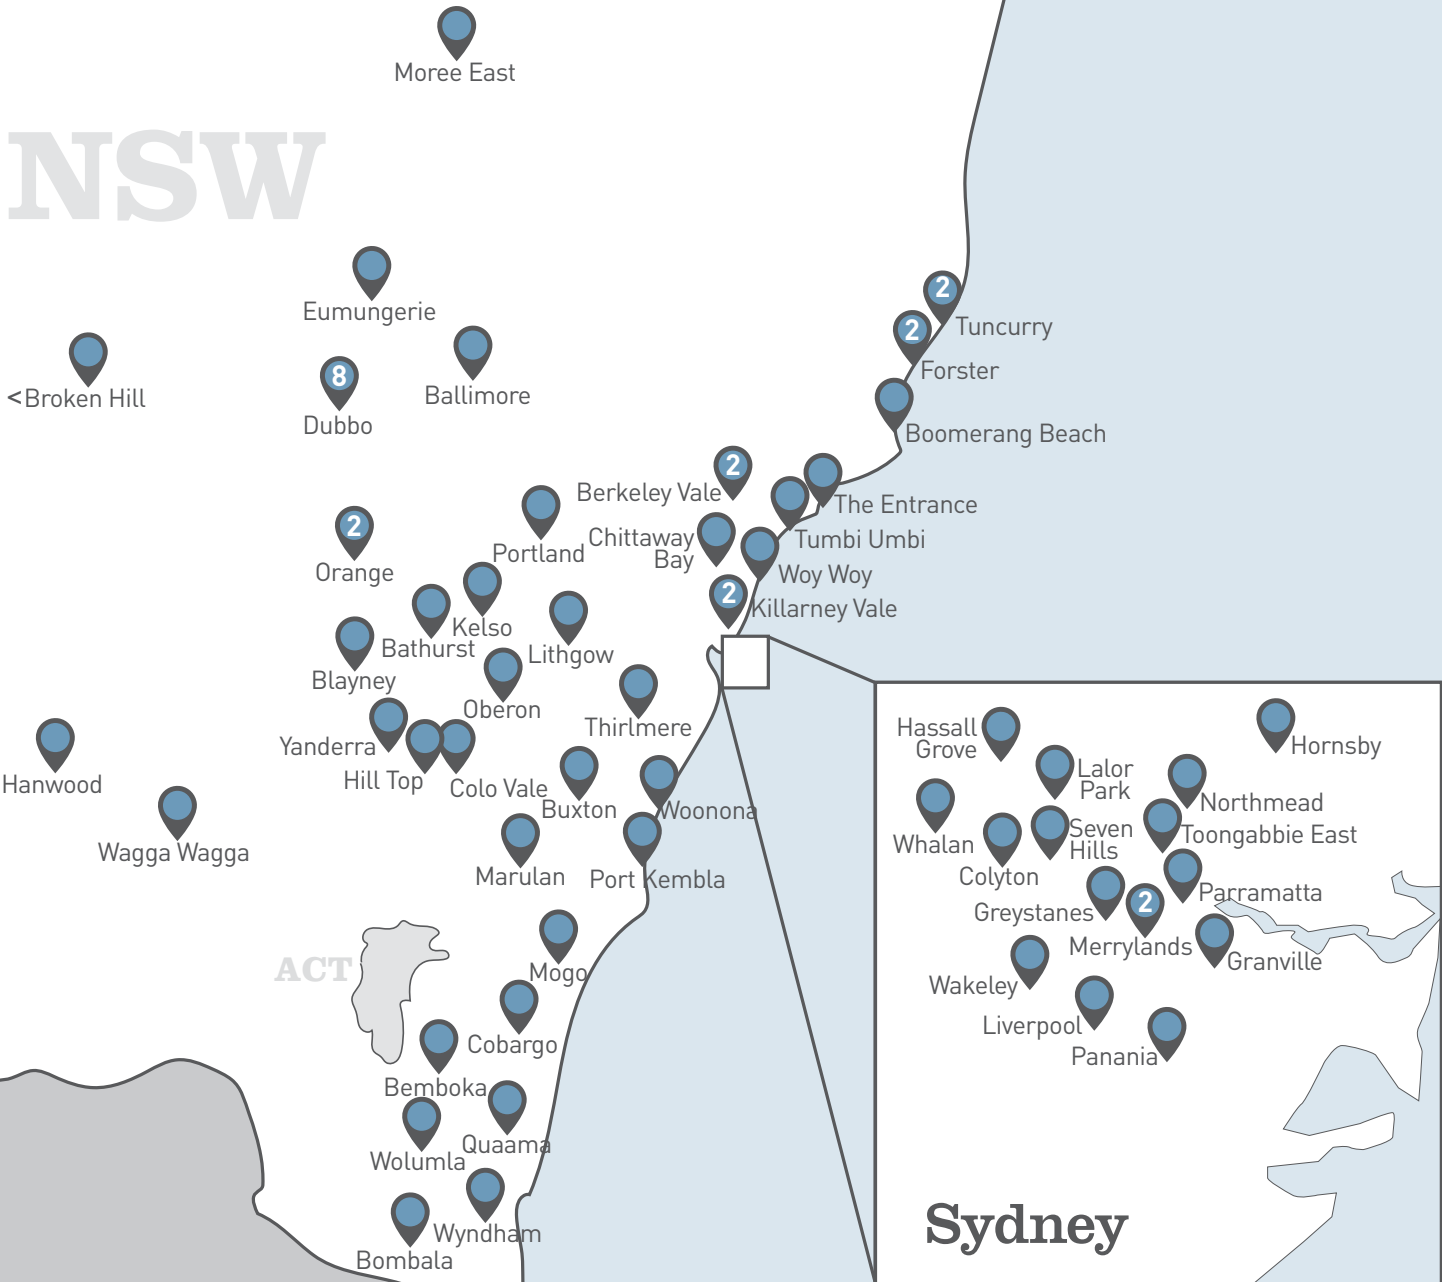 Moree East
NSW
Eumungerie
2
Tuncurry
2
Forster
<Broken Hill
8
Dubbo
Ballimore
Boomerang Beach
2
Berkeley Vale
The Entrance
2
Orange
Portland
Chittaway
Bay
Tumbi Umbi
Woy Woy
2
Killarney Vale
Kelso
Bathurst
Lithgow
Blayney
Oberon
Thirlmere
Yanderra
Hill Top
Colo Vale
Hanwood
Buxton
Woonona
Wagga Wagga
Marulan
Port Kembla
ACT
Mogo
Cobargo
Bemboka
Quaama
Wolumla
Wyndham
Bombala
Hassall
Grove
Hornsby
Lalor
Park
Northmead
Whalan
Seven
Hills
Toongabbie East
Colyton
Parramatta
Greystanes
2
Merrylands
Granville
Wakeley
Liverpool
Panania
Sydney